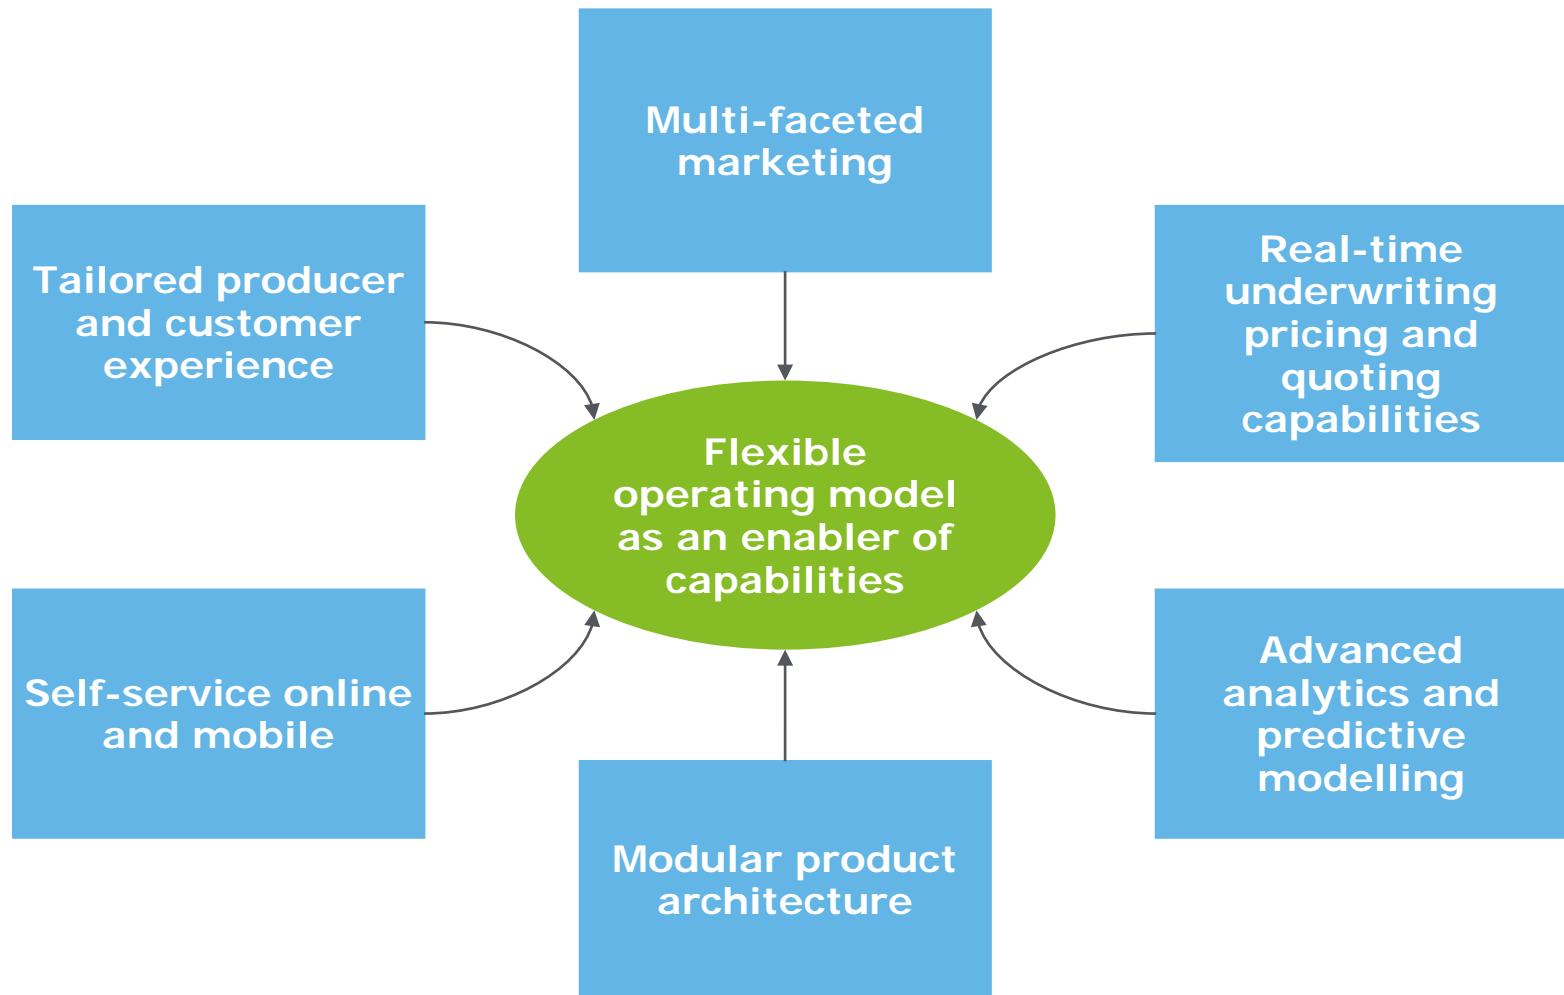 Multi-faceted
marketing
Tailored producer
and customer
experience
Real-time
underwriting
pricing and
quoting
capabilities
Flexible
operating model
as an enabler of
capabilities
Self-service online
and mobile
Advanced
analytics and
predictive
modelling
Modular product
architecture